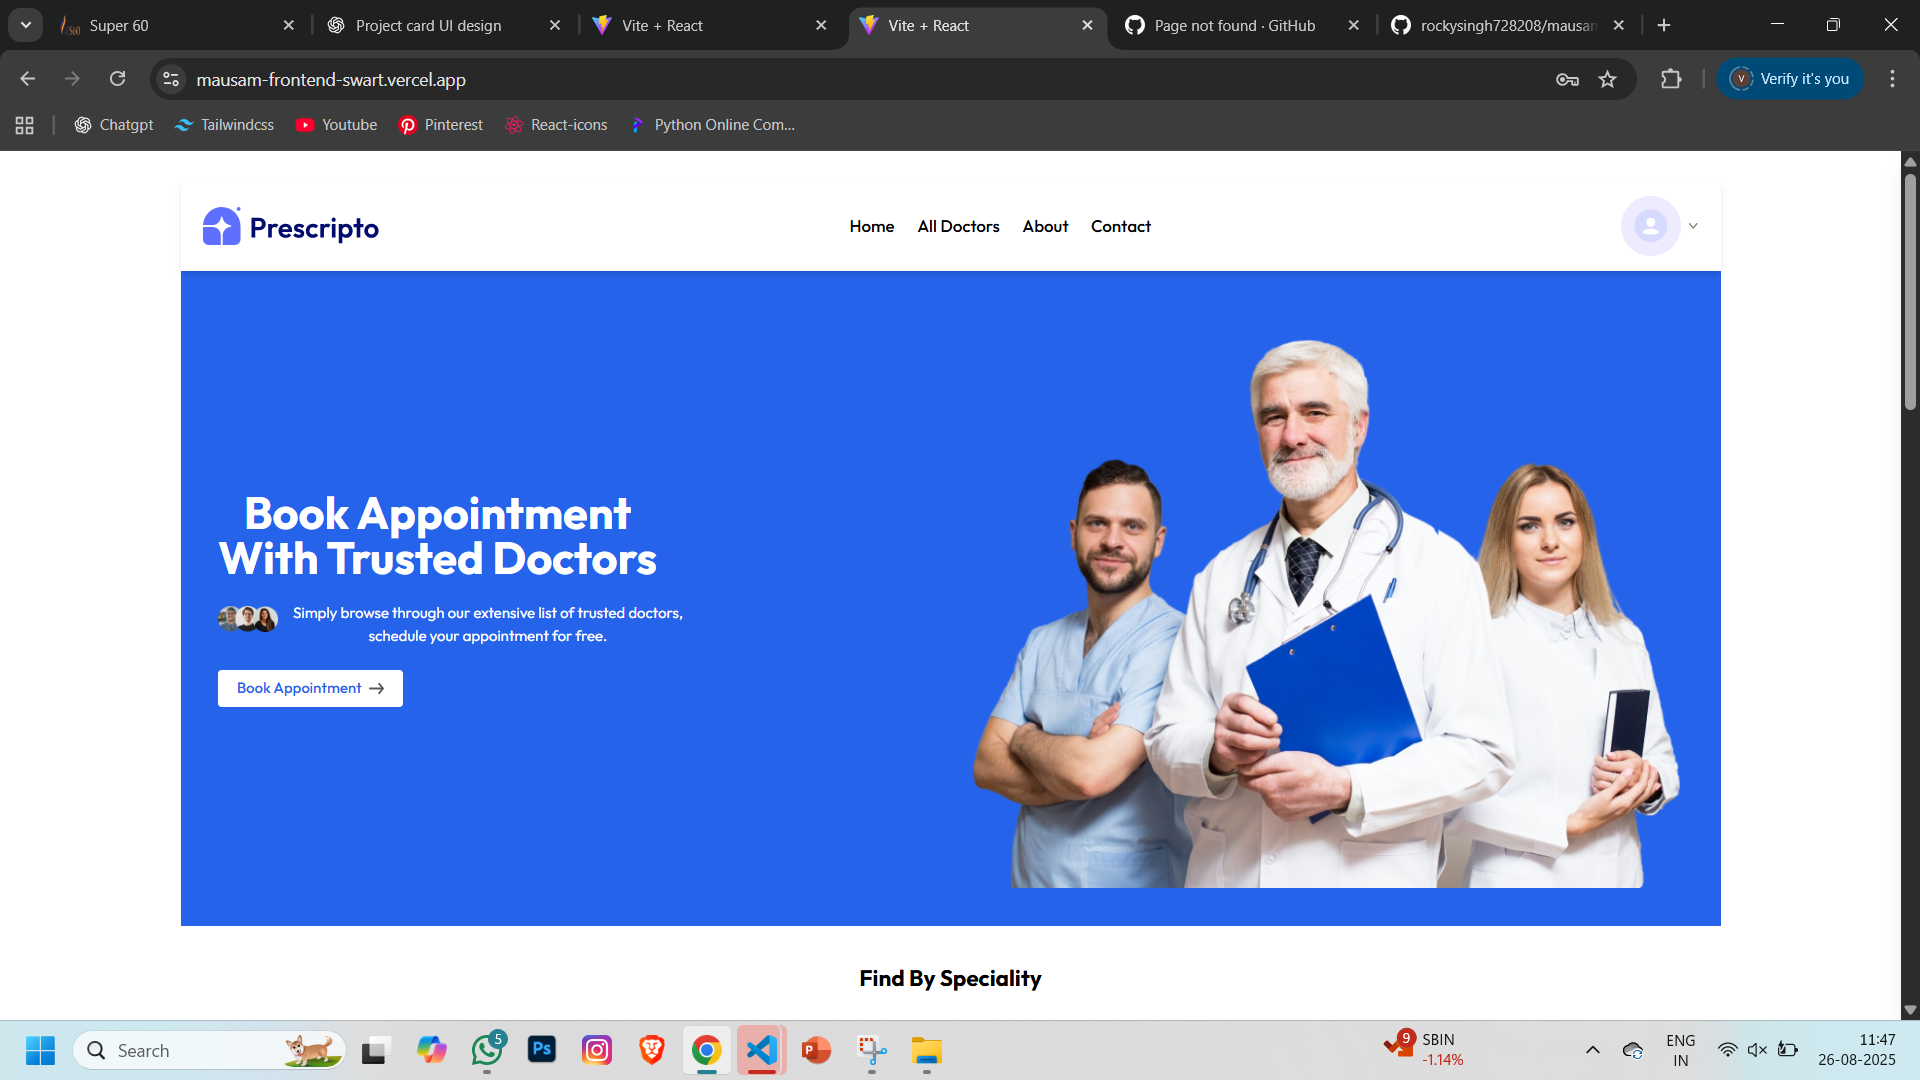 Super 60
Project card UI design
Vite + React
Vite + React
Page not found · GitHub
rockysingh728208/mausam
mausam-frontend-swart.vercel.app
V
Verify it's you
Chatgpt
Tailwindcss
Youtube
Pinterest
React-icons
Python Online Com...
Prescripto
Home
All Doctors
About
Contact
Book Appointment
With Trusted Doctors
Simply browse through our extensive list of trusted doctors,
schedule your appointment for free.
Book Appointment
Find By Speciality
Search
5
Ps
P
9
SBIN
-1.14%
ENG
IN
11:47
26-08-2025